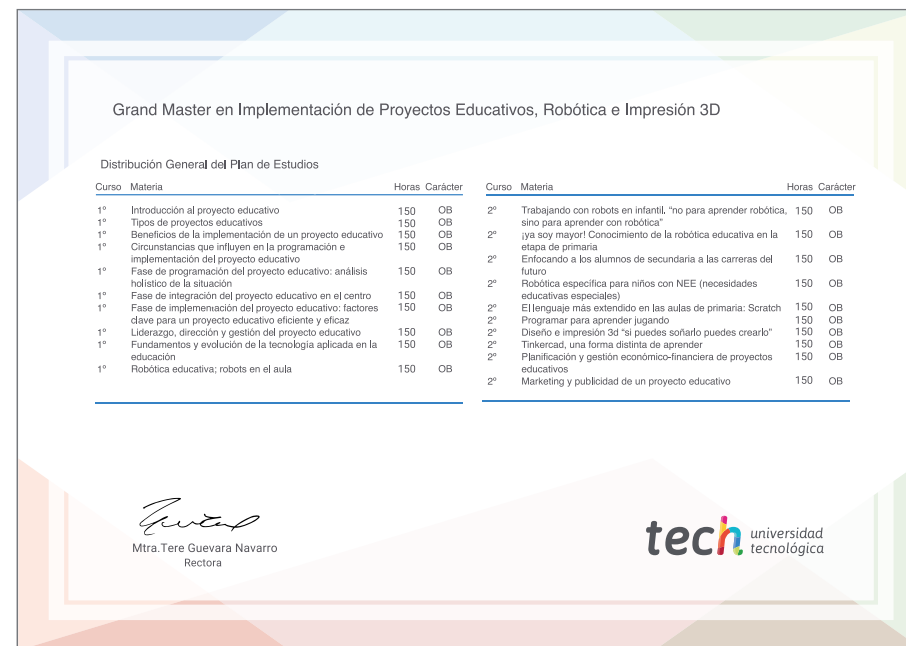 Grand Master en Implementación de Proyectos Educativos, Robótica e Impresión 3D
Distribución General del Plan de Estudios
Curso Materia Horas Carácter
1º Introducción al proyecto educativo 150 OB
1º Tipos de proyectos educativos 150 OB
1º Beneficios de la implementación de un proyecto educativo 150 OB
1º Circunstancias que influyen en la programación e 150 OB
implementación del proyecto educativo
1º Fase de programación del proyecto educativo: análisis 150 OB
holístico de la situación
1º Fase de integración del proyecto educativo en el centro 150 OB
1º Fase de implementación del proyecto educativo: factores 150 OB
clave para un proyecto educativo eficiente y eficaz
1º Liderazgo, dirección y gestión del proyecto educativo 150 OB
1º Fundamentos y evolución de la tecnología aplicada en la 150 OB
educación
1º Robótica educativa; robots en el aula 150 OB
Curso Materia Horas Carácter
2º Trabajando con robots en infantil, "no para aprender robótica, 150 OB
sino para aprender con robótica"
2º ¡ya soy mayor! Conocimiento de la robótica educativa en la 150 OB
etapa de primaria
2º Enfocando a los alumnos de secundaria a las carreras del 150 OB
futuro
2º Robótica específica para niños con NEE (necesidades 150 OB
educativas especiales)
2º El lenguaje más extendido en las aulas de primaria: Scratch 150 OB
2º Programar para aprender jugando 150 OB
2º Diseño e impresión 3d "si puedes soñarlo puedes crearlo" 150 OB
2º Tinkercad, una forma distinta de aprender 150 OB
2º Planificación y gestión económico-financiera de proyectos 150 OB
educativos
2º Marketing y publicidad de un proyecto educativo 150 OB
Mtra.Tere Guevara Navarro
Rectora
tech universidad
tecnológica